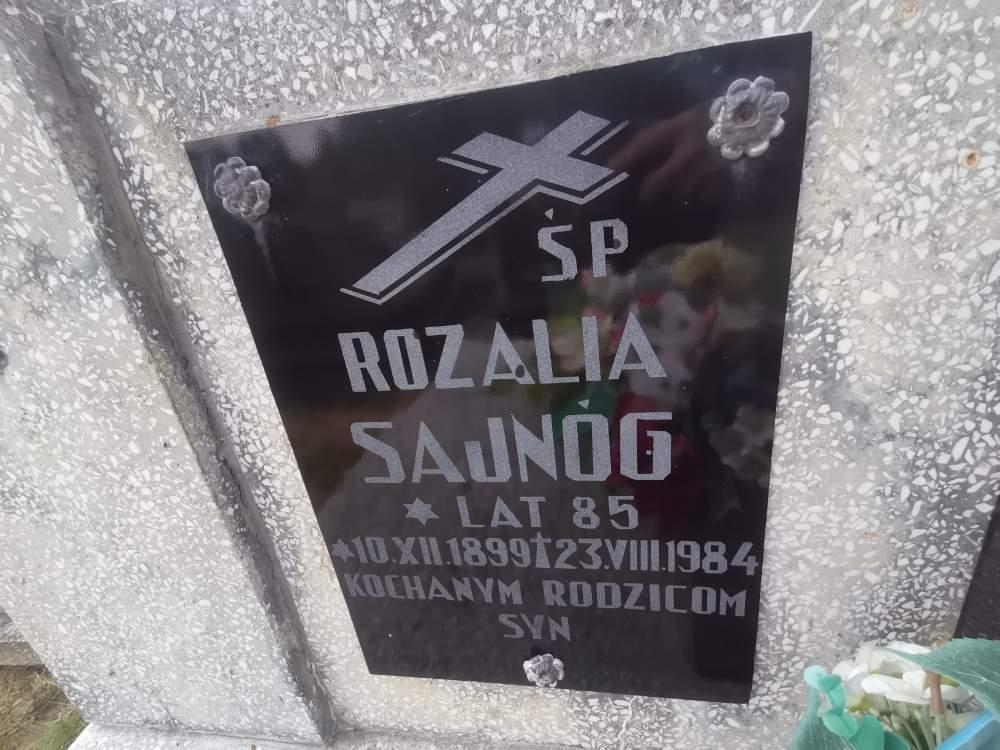 ŚP
ROZALIA
SAJNÓG
* LAT 85
*10.XII.1899 †23.VIII.1984
KOCHANYM RODZICOM
SYN